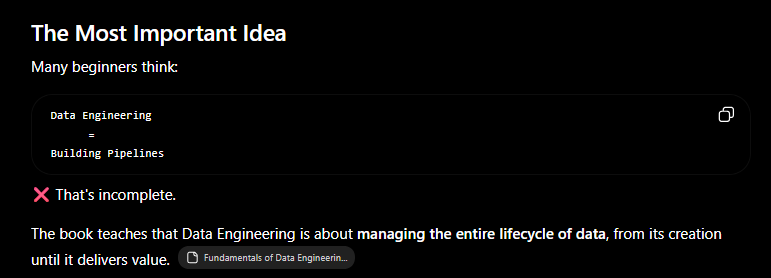 The Most Important Idea
Many beginners think:
Data Engineering
=
Building Pipelines
❌ That's incomplete.
The book teaches that Data Engineering is about managing the entire lifecycle of data, from its creation
until it delivers value. Fundamentals of Data Engineerin...